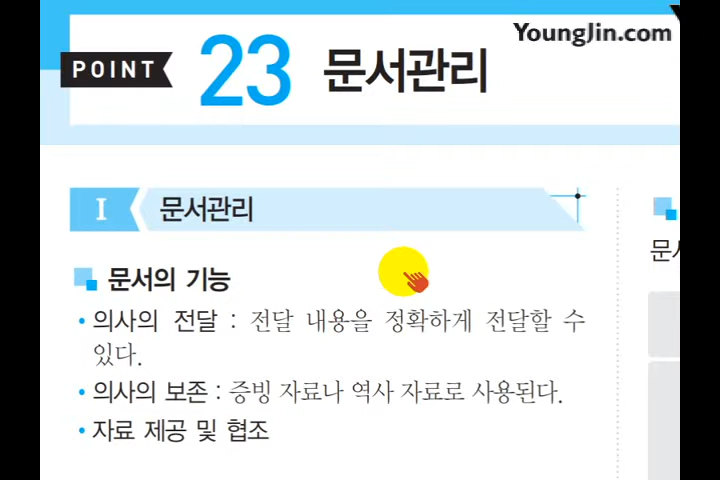 YoungJin.com
POINT 23 문서관리
I 문서관리
문서의 기능
• 의사의 전달 : 전달 내용을 정확하게 전달할 수
있다.
• 의사의 보존 : 증빙 자료나 역사 자료로 사용된다.
• 자료 제공 및 협조